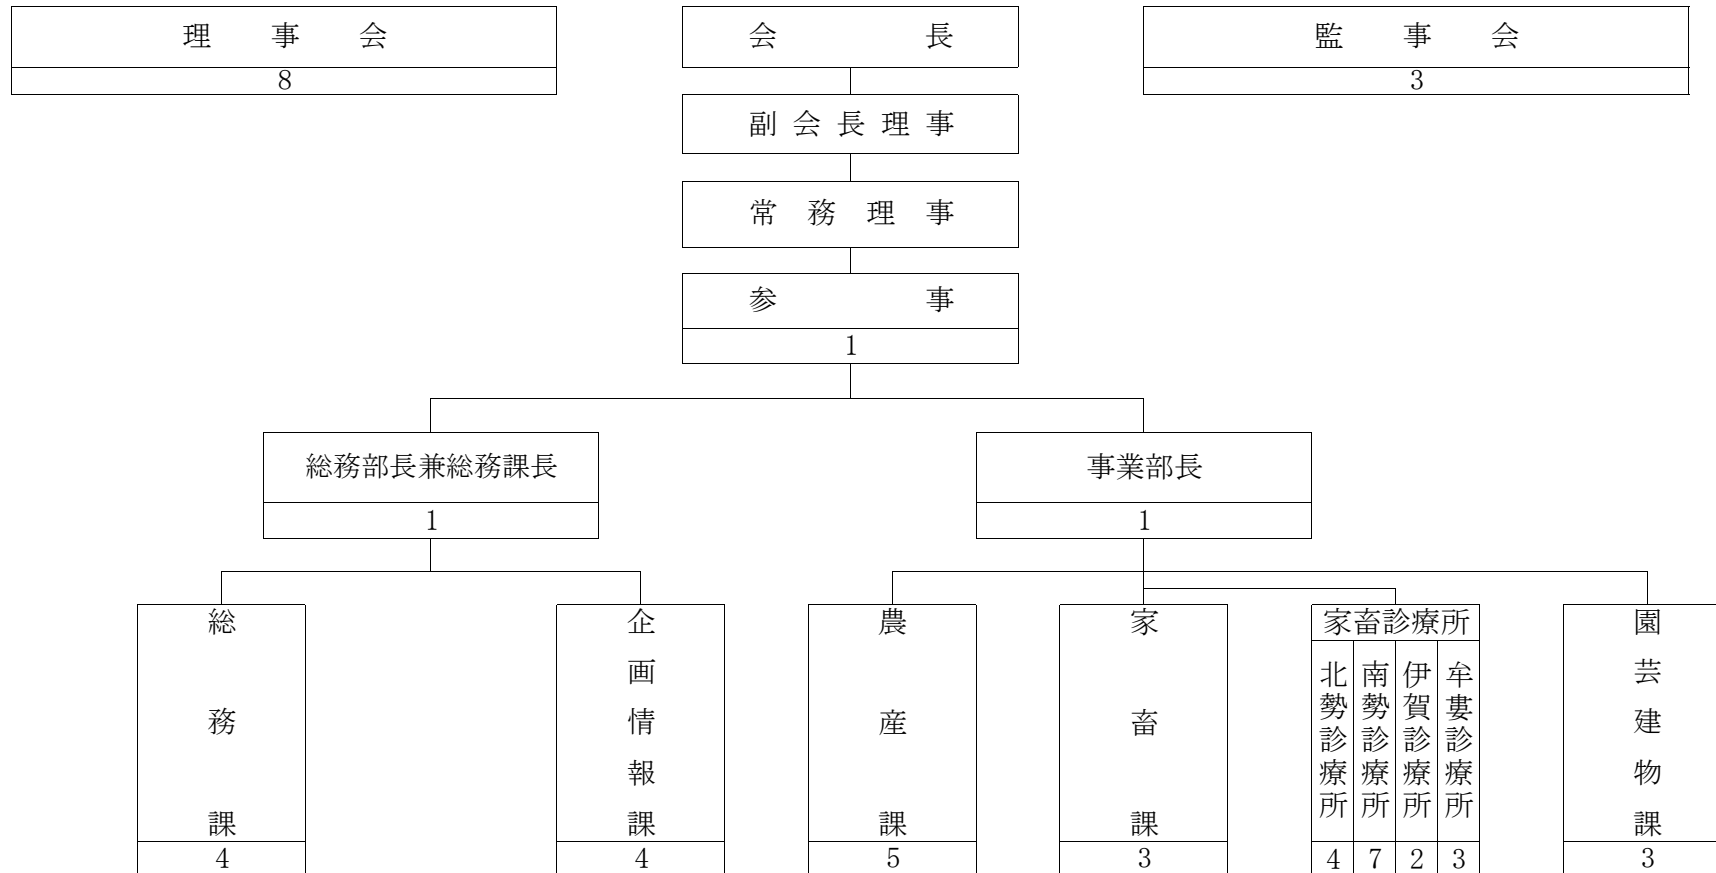 理事会
8
会長
監事会
3
副会長理事
常務理事
参事
1
総務部長兼総務課長
1
事業部長
1
総務課
4
企画情報課
4
農産課
5
家畜課
3
家畜診療所
北勢診療所
4
南勢診療所
7
伊賀診療所
2
牟婁診療所
3
園芸建物課
3